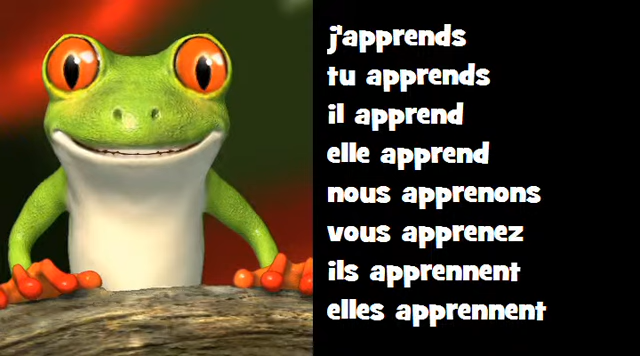 j'apprends
tu apprends
il apprend
elle apprend
nous apprenons
vous apprenez
ils apprennent
elles apprennent